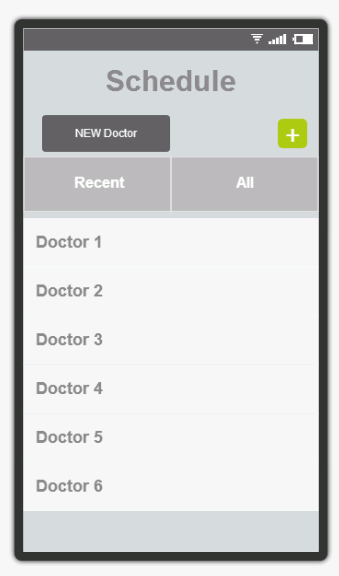 Schedule
NEW Doctor
+
Recent All
Doctor 1
Doctor 2
Doctor 3
Doctor 4
Doctor 5
Doctor 6